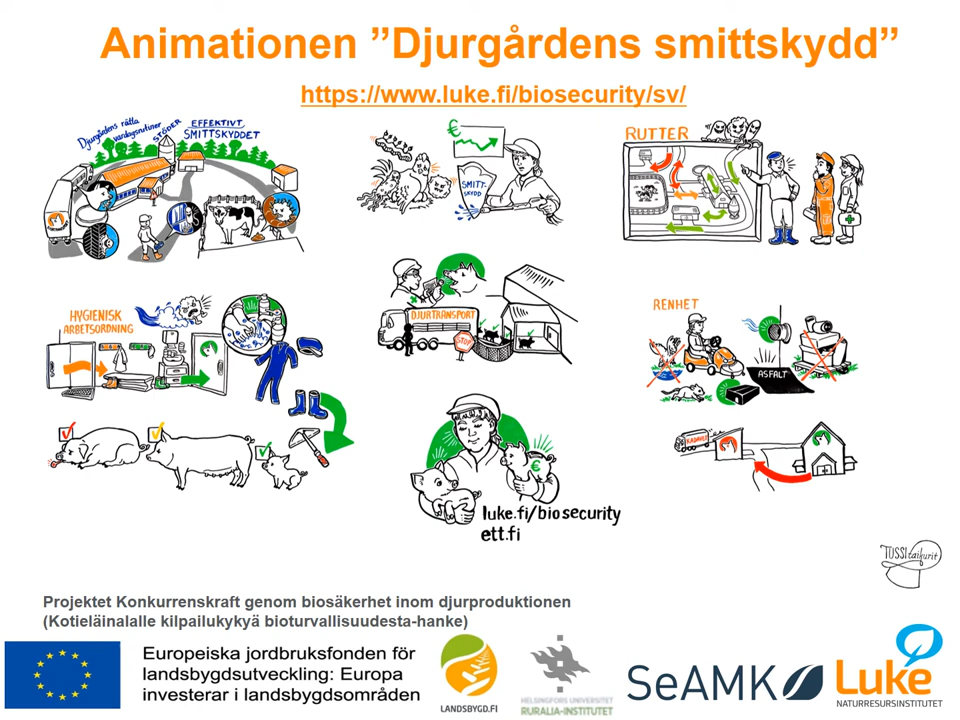 Animationen ”Djurgårdens smittskydd”
https://www.luke.fi/biosecurity/sv/
Djurgårdens rätta
vardagsrutiner
STÖDER
EFFEKTIVT
SMITTSKYDDET
€
SMITT-
SKYDD
RUTTER
HYGIENISK
ARBETSORDNING
DJURTRANSPORT
STOP
RENHET
ASFALT
KADAVER
€
luke.fi/biosecurity
ett.fi
TUSSItaikurit
Projektet Konkurrenskraft genom biosäkerhet inom djurproduktionen
(Kotieläinalalle kilpailukykyä bioturvallisuudesta-hanke)
Europeiska jordbruksfonden för
landsbygdsutveckling: Europa
investerar i landsbygdsområden
LANDSBYGD.FI
HELSINGFORS UNIVERSITET
RURALIA-INSTITUTET
SeAMK
Luke
NATURRESURSINSTITUTET